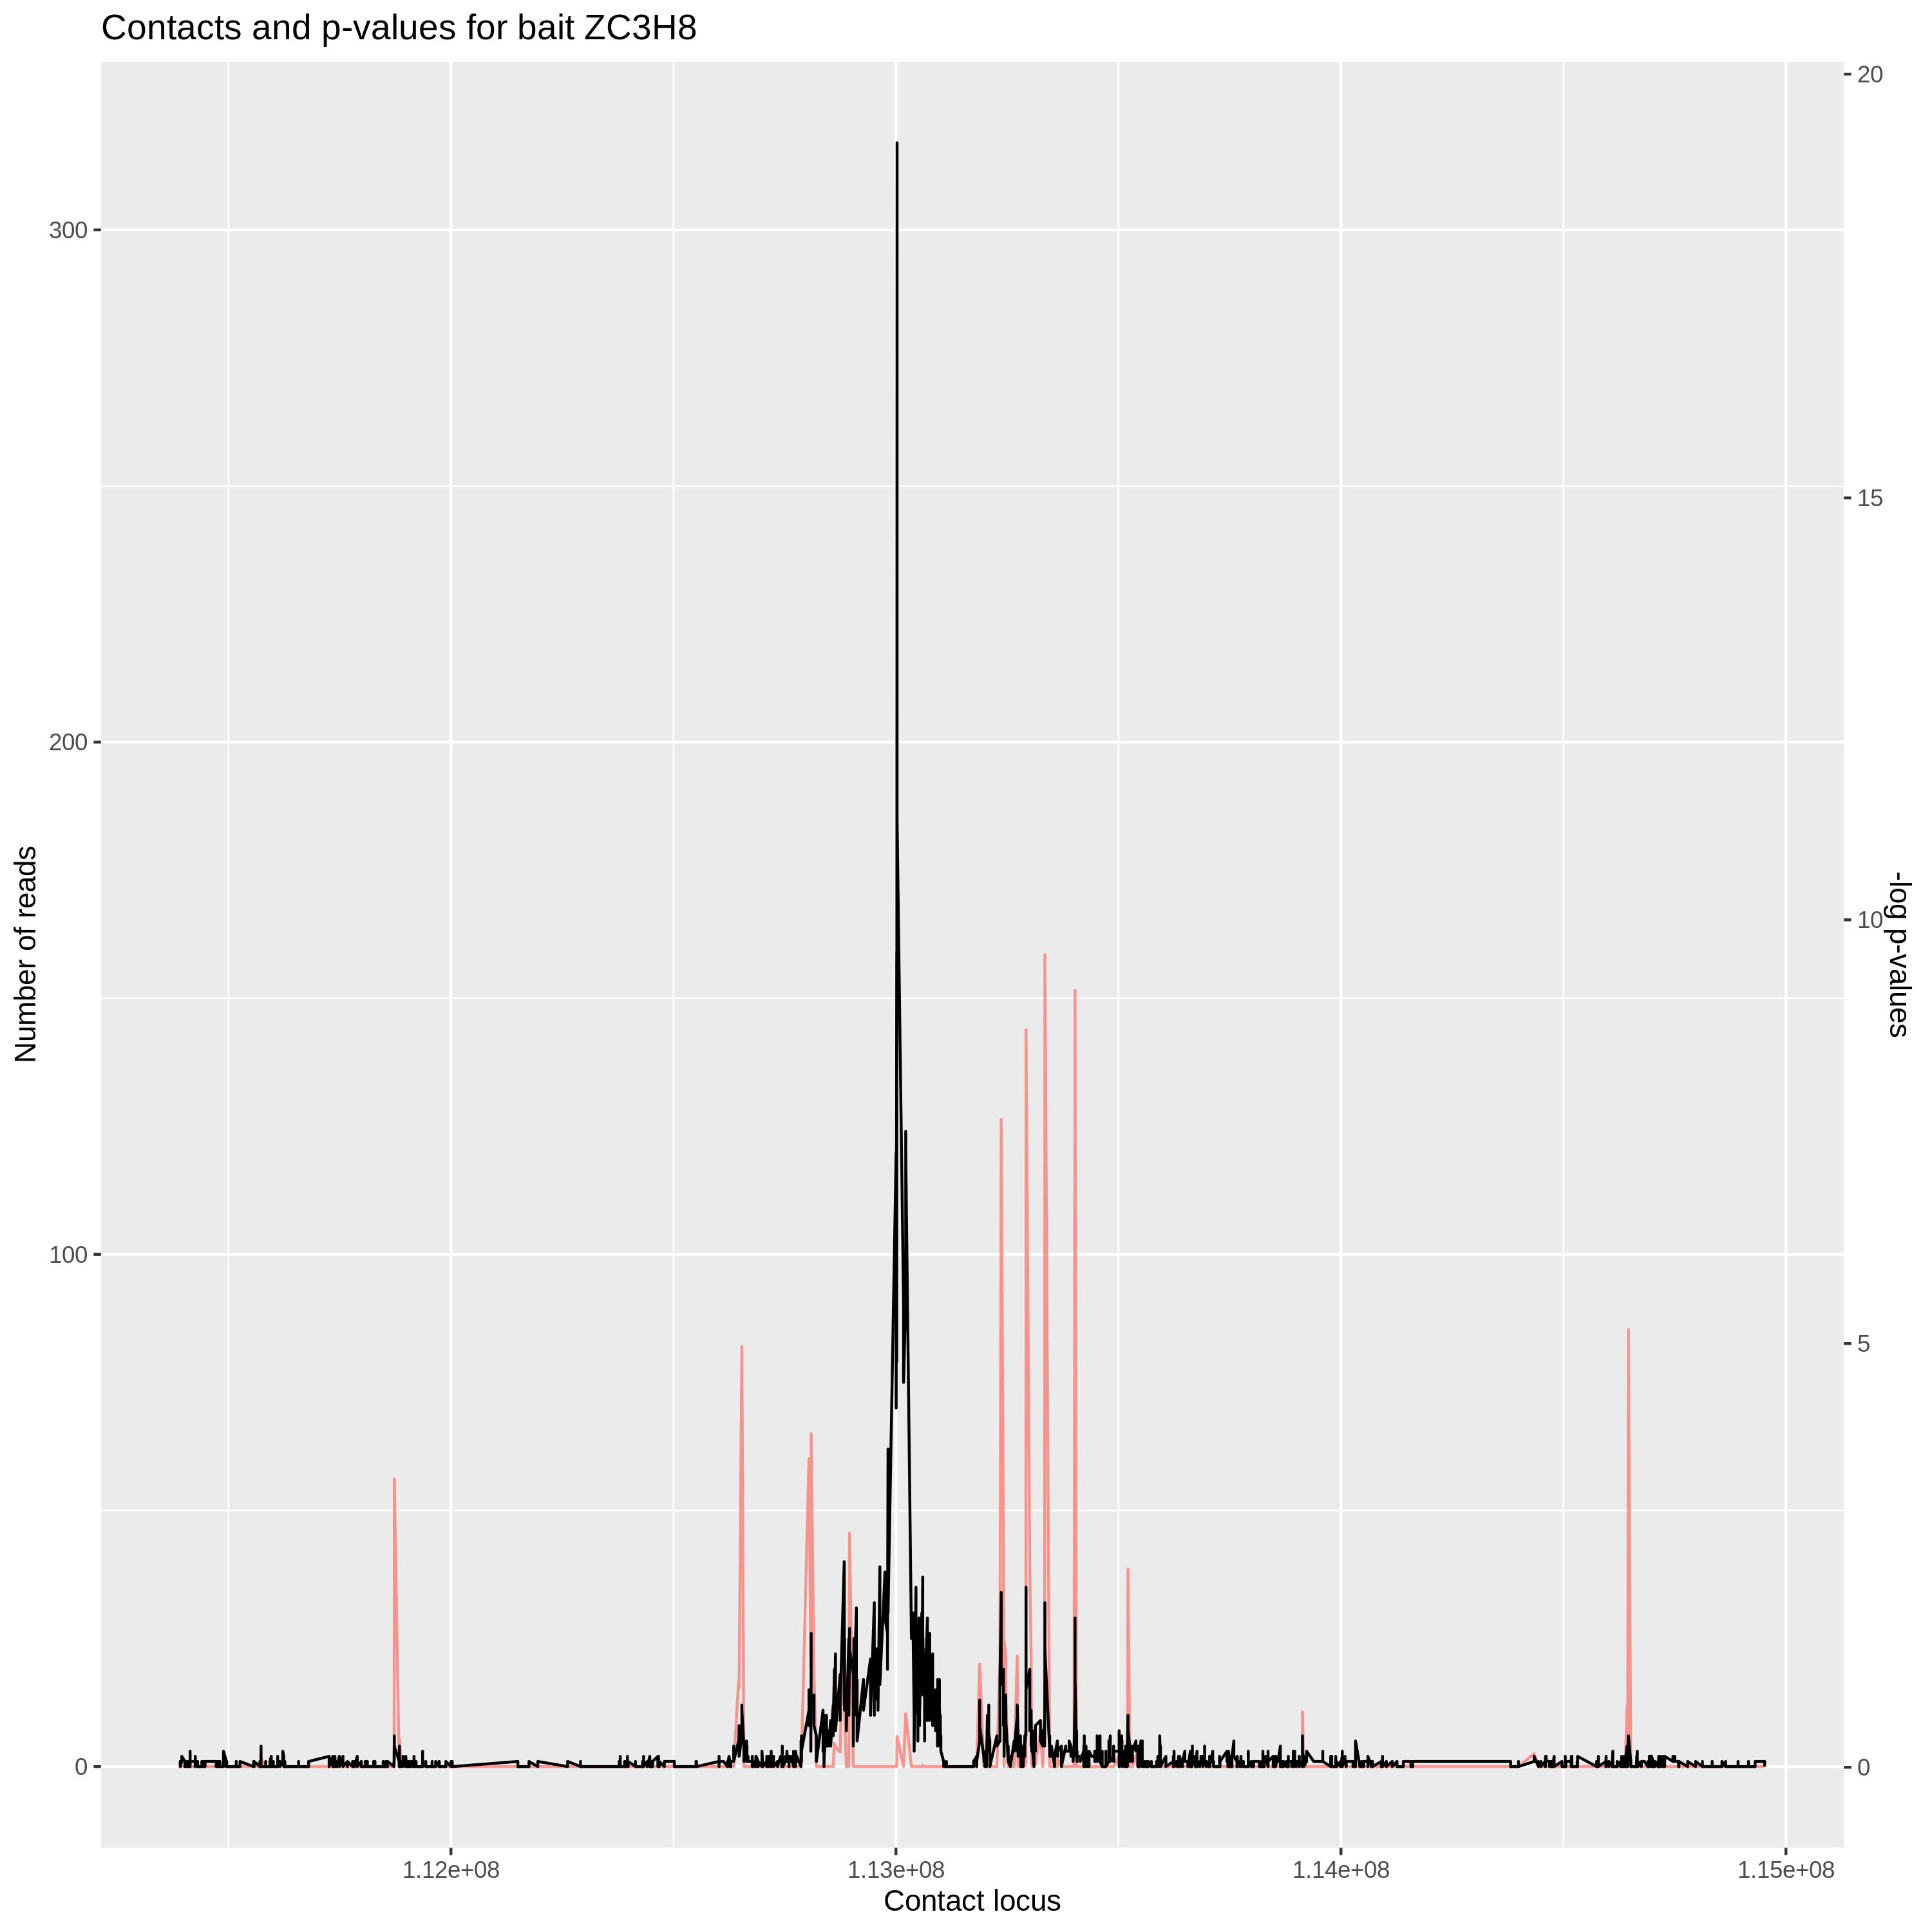 Contacts and p-values for bait ZC3H8
Number of reads
300
200
100
0
20
15
10
5
0
-log p-values
1.12e+08
1.13e+08
1.14e+08
1.15e+08
Contact locus